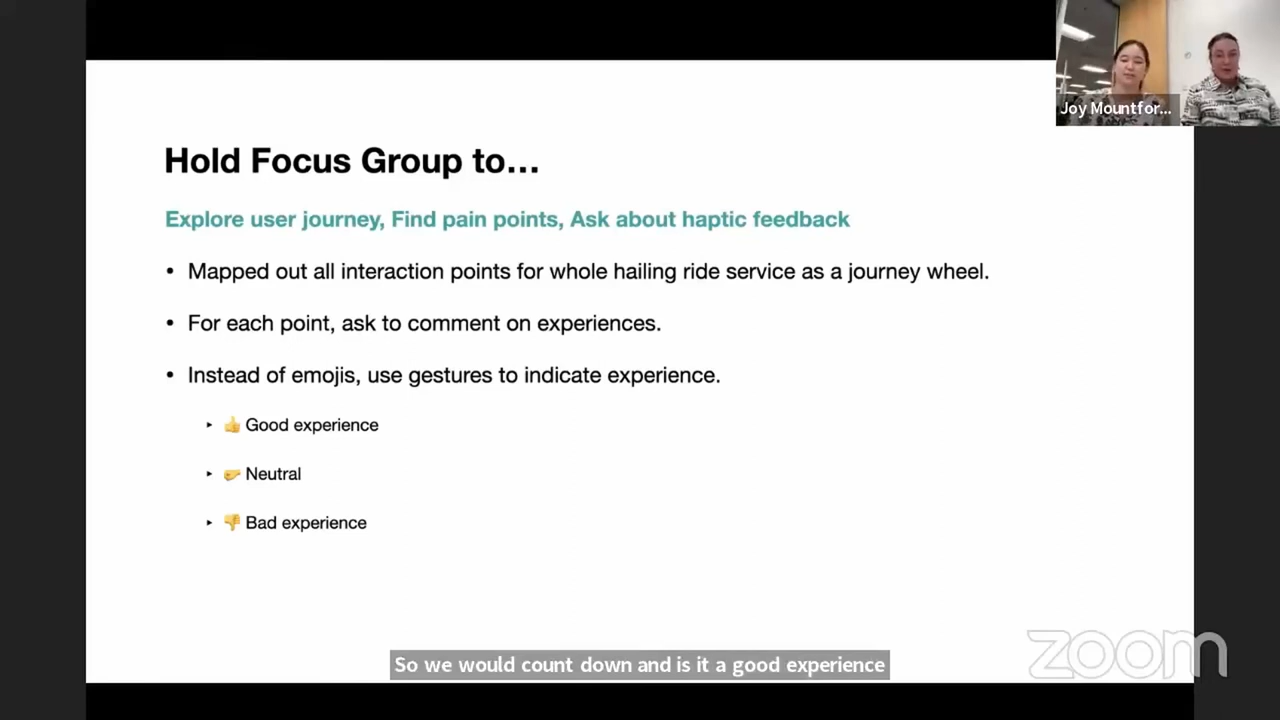 Joy Mountfor...
Hold Focus Group to...
Explore user journey, Find pain points, Ask about haptic feedback
• Mapped out all interaction points for whole hailing ride service as a journey wheel.
• For each point, ask to comment on experiences.
• Instead of emojis, use gestures to indicate experience.
‣ 👍 Good experience
‣ 🤛 Neutral
‣ 👎 Bad experience
So we would count down and is it a good experience
zoom